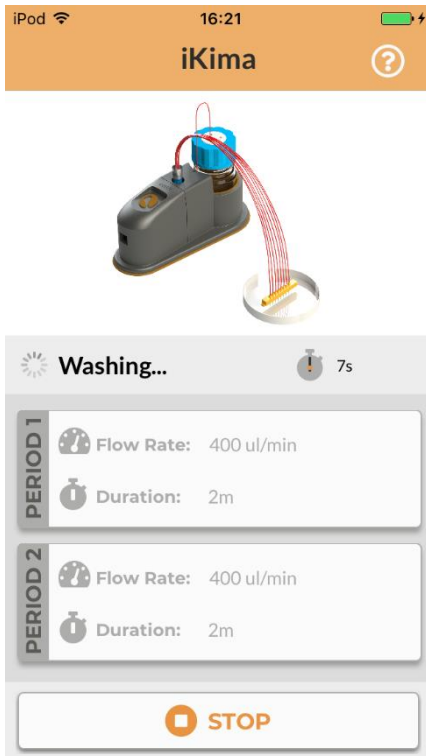 iPod 16:21
iKima
?
Washing... 7s
PERIOD 1
Flow Rate: 400 ul/min
Duration: 2m
PERIOD 2
Flow Rate: 400 ul/min
Duration: 2m
STOP